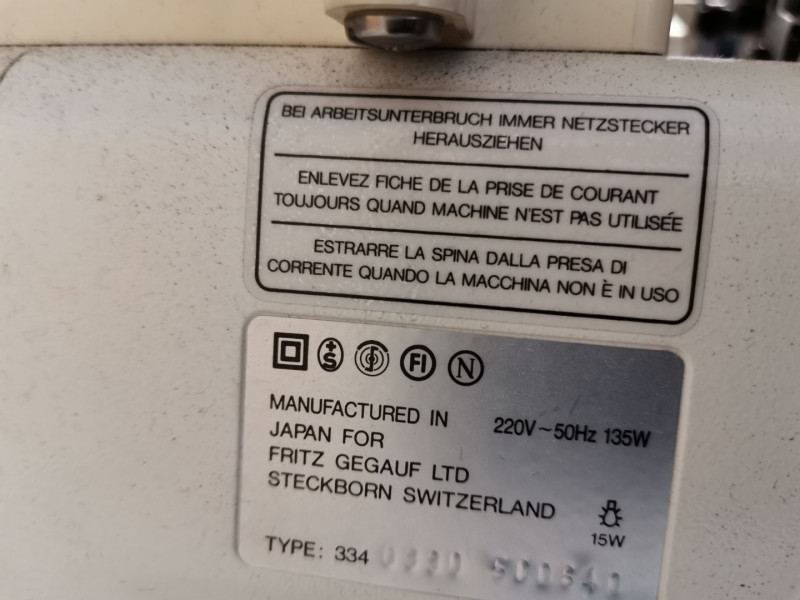 BEI ARBEITSUNTERBRUCH IMMER NETZSTECKER
HERAUSZIEHEN
ENLEVEZ FICHE DE LA PRISE DE COURANT
TOUJOURS QUAND MACHINE N'EST PAS UTILISÉE
ESTRARRE LA SPINA DALLA PRESA DI
CORRENTE QUANDO LA MACCHINA NON È IN USO
S FI N
MANUFACTURED IN 220V~50Hz 135W
JAPAN FOR
FRITZ GEGAUF LTD
STECKBORN SWITZERLAND
15W
TYPE: 334